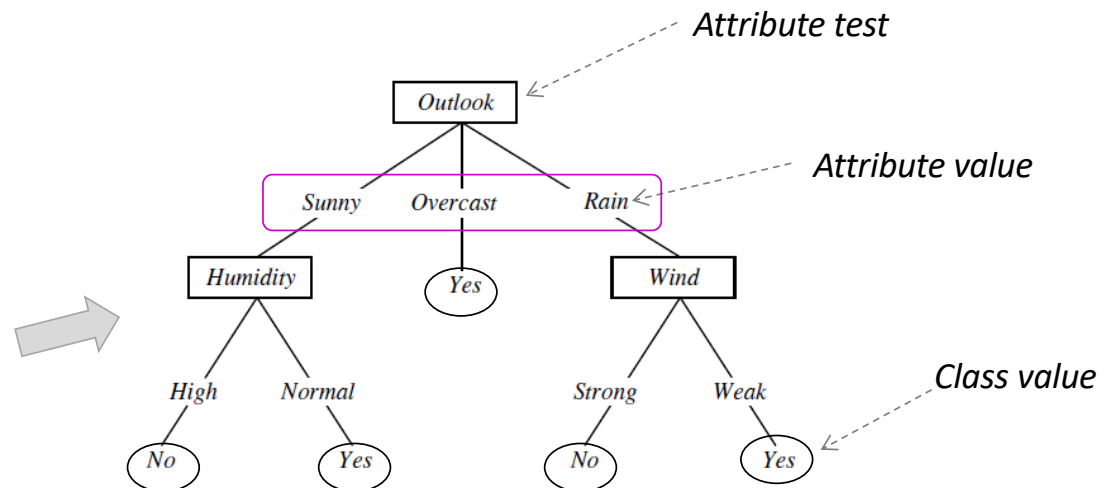 Attribute test
Outlook
Attribute value
Sunny Overcast Rain
Humidity Yes Wind
High Normal Strong Weak
Class value
No Yes No Yes